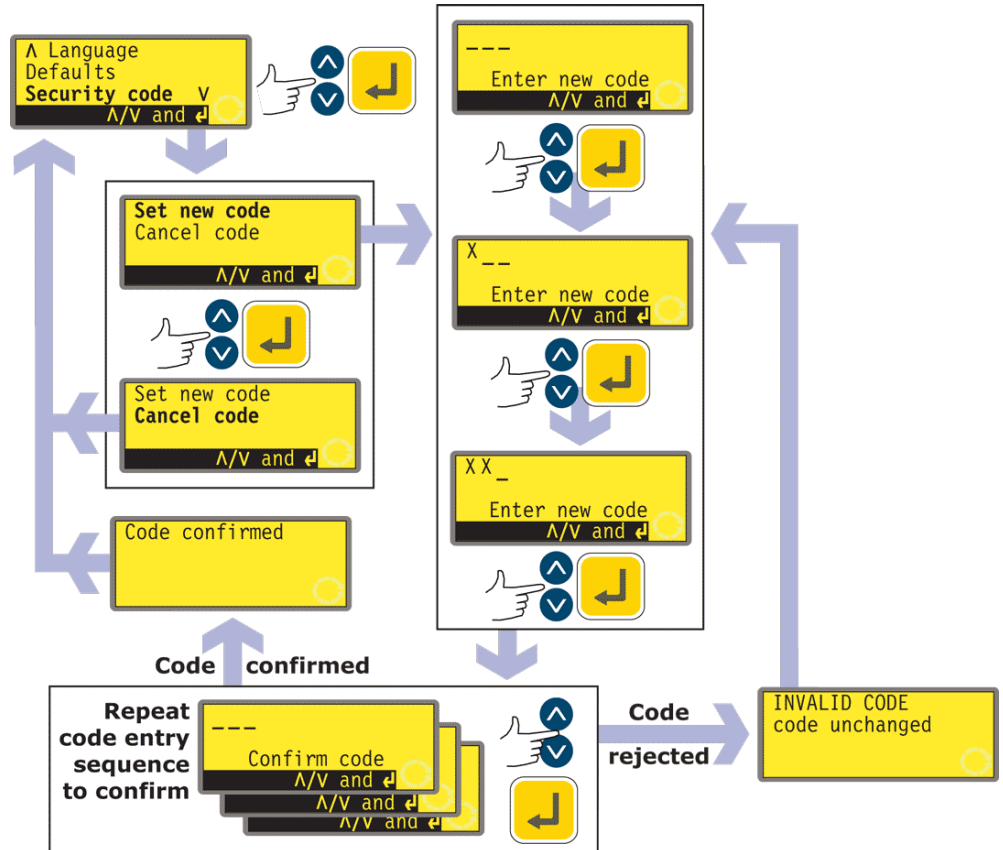 Λ Language
Defaults
Security code V
Λ/V and ↲
Set new code
Cancel code
Λ/V and ↲
Set new code
Cancel code
Λ/V and ↲
_ _ _
Enter new code
Λ/V and ↲
X _ _
Enter new code
Λ/V and ↲
X X _
Enter new code
Λ/V and ↲
Code confirmed
Code confirmed
Repeat
code entry
sequence
to confirm
_ _ _
Confirm code
Λ/V and ↲
Λ/V and ↲
Λ/V and ↲
Code
rejected
INVALID CODE
code unchanged